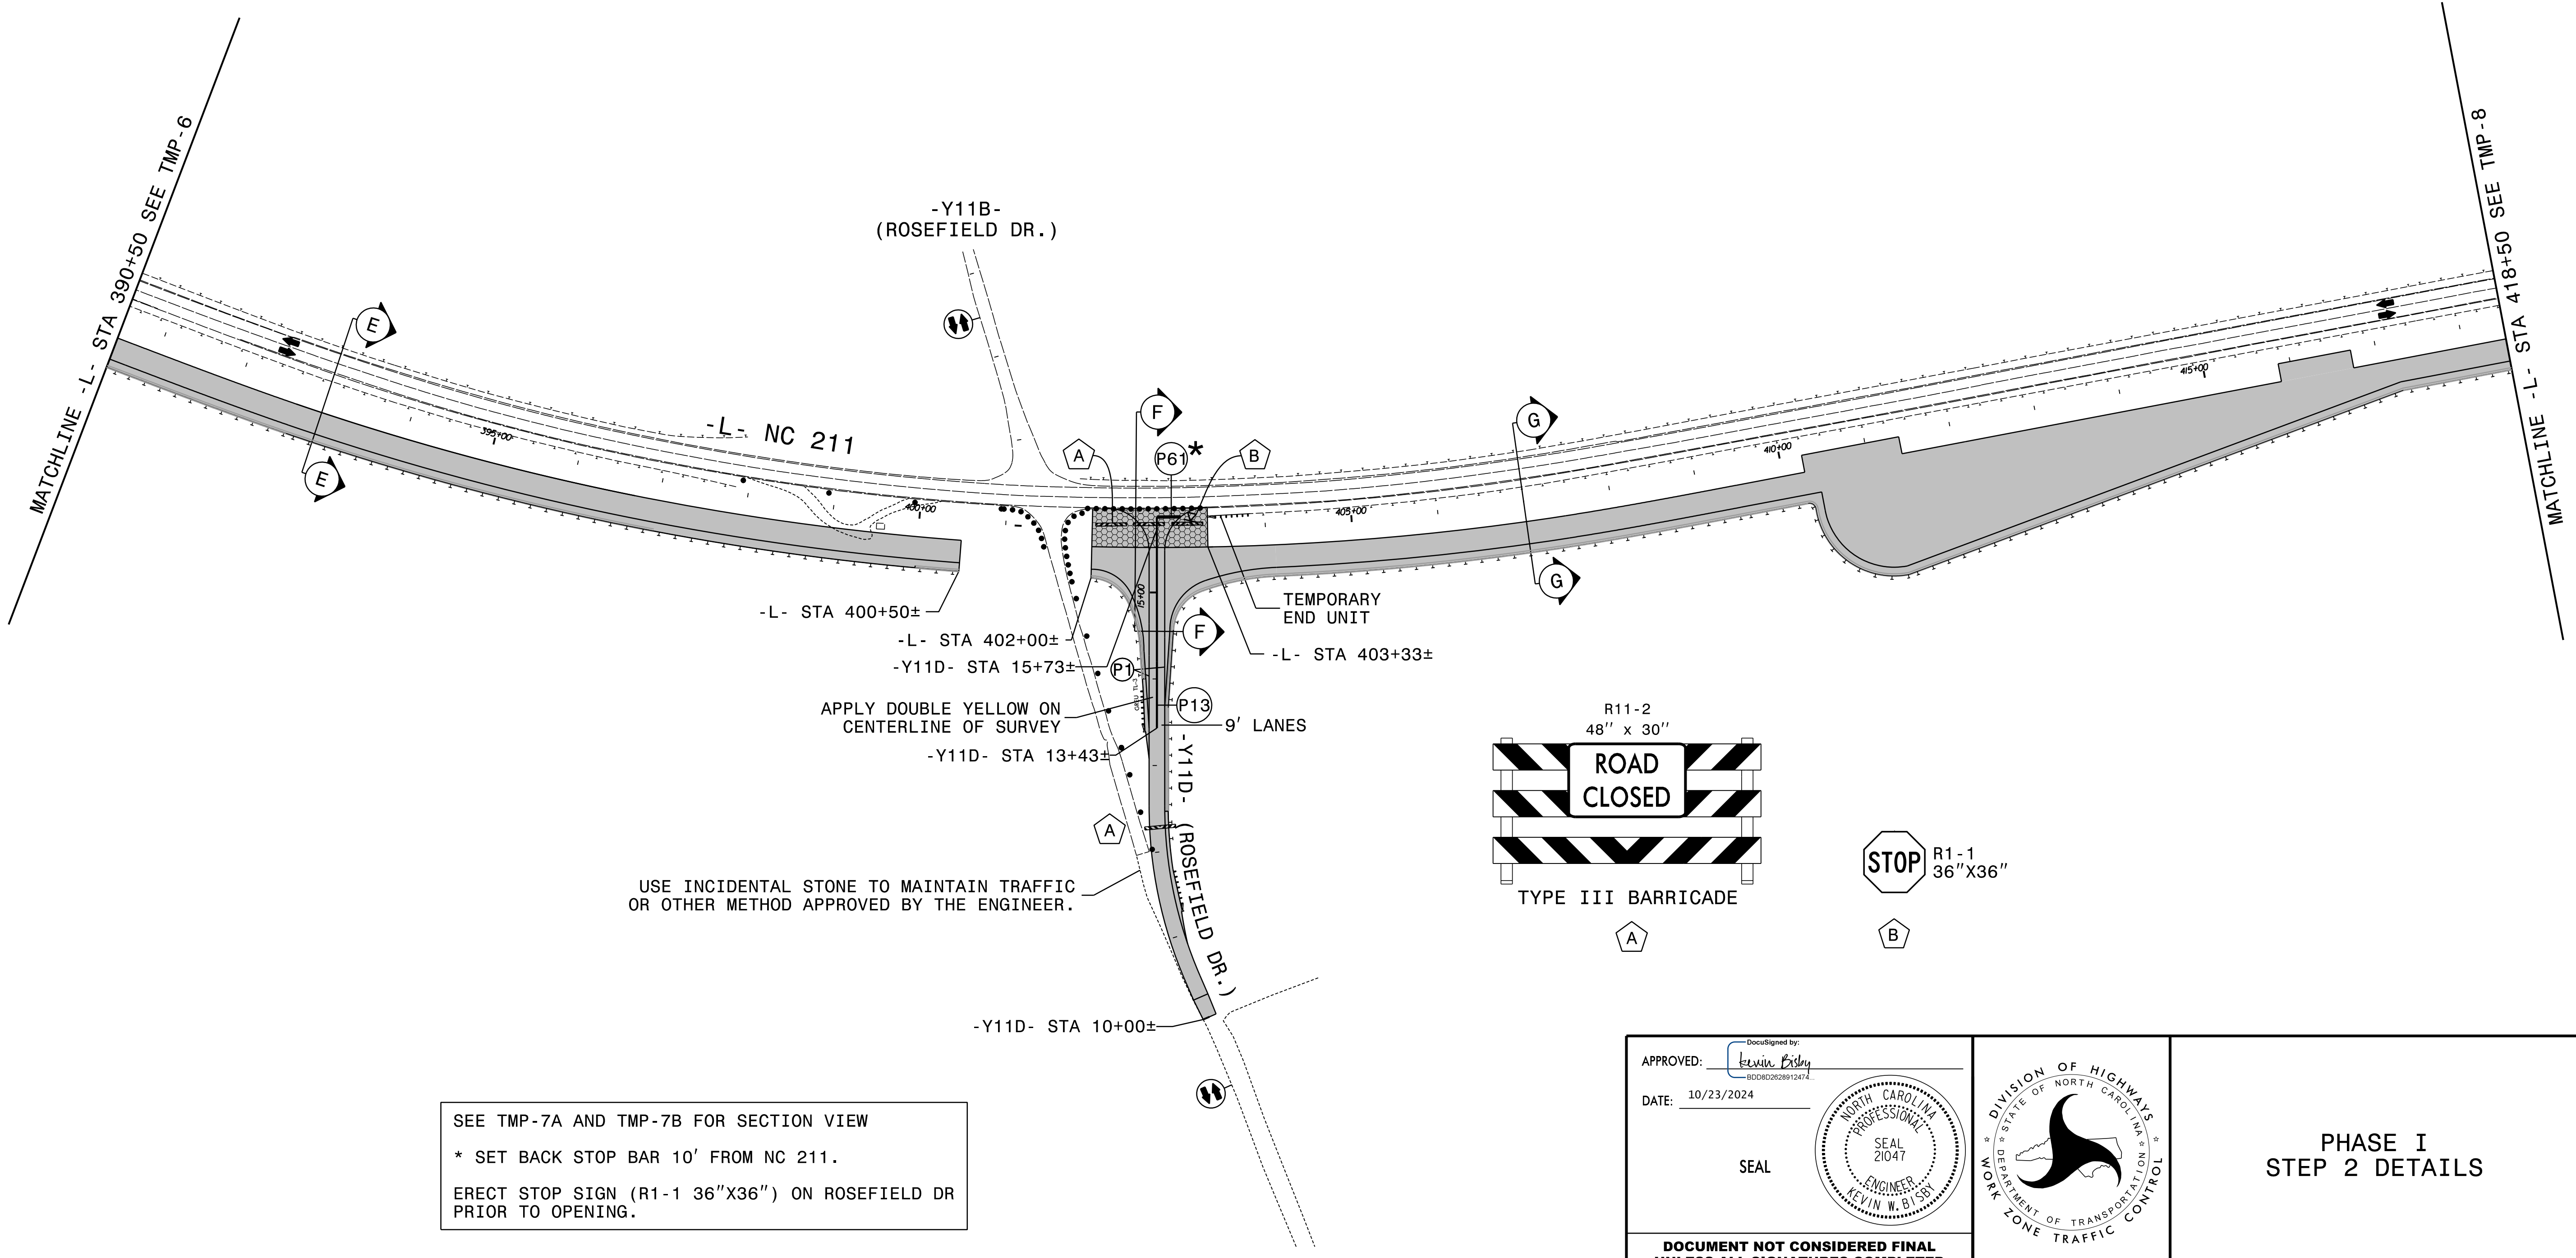 MATCHLINE -L- STA 390+50 SEE TMP-6
-Y11B-
(ROSEFIELD DR.)
MATCHLINE -L- STA 418+50 SEE TMP-8
E
E
395+00
-L- NC 211
400+00
A
F
P61*
B
405+00
G
G
410+00
415+00
-L- STA 400+50±
-L- STA 402+00±
-Y11D- STA 15+73±
15+00
F
TEMPORARY
END UNIT
-L- STA 403+33±
P1
P13
APPLY DOUBLE YELLOW ON
CENTERLINE OF SURVEY
9' LANES
-Y11D- STA 13+43±
-Y11D- (ROSEFIELD DR.)
A
USE INCIDENTAL STONE TO MAINTAIN TRAFFIC
OR OTHER METHOD APPROVED BY THE ENGINEER.
-Y11D- STA 10+00±
R11-2
48" x 30"
ROAD
CLOSED
TYPE III BARRICADE
A
STOP
R1-1
36"X36"
B
SEE TMP-7A AND TMP-7B FOR SECTION VIEW
* SET BACK STOP BAR 10' FROM NC 211.
ERECT STOP SIGN (R1-1 36"X36") ON ROSEFIELD DR
PRIOR TO OPENING.
DocuSigned by:
APPROVED: Kevin Bisby
BDD8D2628912474...
DATE: 10/23/2024
SEAL
NORTH CAROLINA
PROFESSIONAL
SEAL
21047
ENGINEER
KEVIN W. BISBY
DOCUMENT NOT CONSIDERED FINAL
UNLESS ALL SIGNATURES COMPLETED
DIVISION OF HIGHWAYS
STATE OF NORTH CAROLINA
DEPARTMENT OF TRANSPORTATION
WORK ZONE TRAFFIC CONTROL
PHASE I
STEP 2 DETAILS